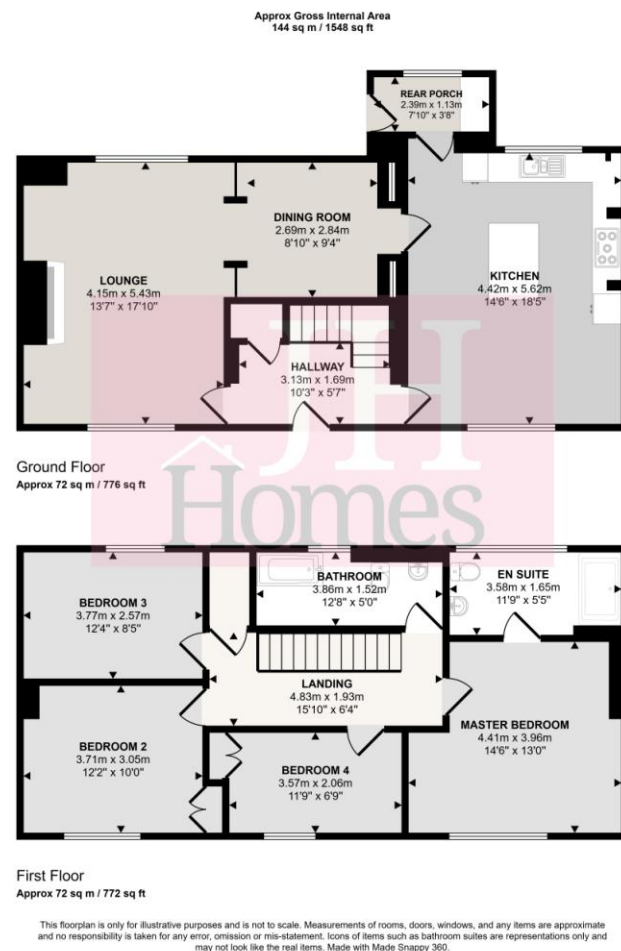 Approx Gross Internal Area
144 sq m / 1548 sq ft
REAR PORCH
2.39m x 1.13m
7'10" x 3'8"
DINING ROOM
2.69m x 2.84m
8'10" x 9'4"
LOUNGE
4.15m x 5.43m
13'7" x 17'10"
KITCHEN
4.42m x 5.62m
14'6" x 18'5"
HALLWAY
3.13m x 1.69m
10'3" x 5'7"
JH
Homes
Ground Floor
Approx 72 sq m / 776 sq ft
BEDROOM 3
3.77m x 2.57m
12'4" x 8'5"
BATHROOM
3.86m x 1.52m
12'8" x 5'0"
EN SUITE
3.58m x 1.65m
11'9" x 5'5"
LANDING
4.83m x 1.93m
15'10" x 6'4"
MASTER BEDROOM
4.41m x 3.96m
14'6" x 13'0"
BEDROOM 2
3.71m x 3.05m
12'2" x 10'0"
BEDROOM 4
3.57m x 2.06m
11'9" x 6'9"
First Floor
Approx 72 sq m / 772 sq ft
This floorplan is only for illustrative purposes and is not to scale. Measurements of rooms, doors, windows, and any items are approximate
and no responsibility is taken for any error, omission or mis-statement. Icons of items such as bathroom suites are representations only and
may not look like the real items. Made with Made Snappy 360.